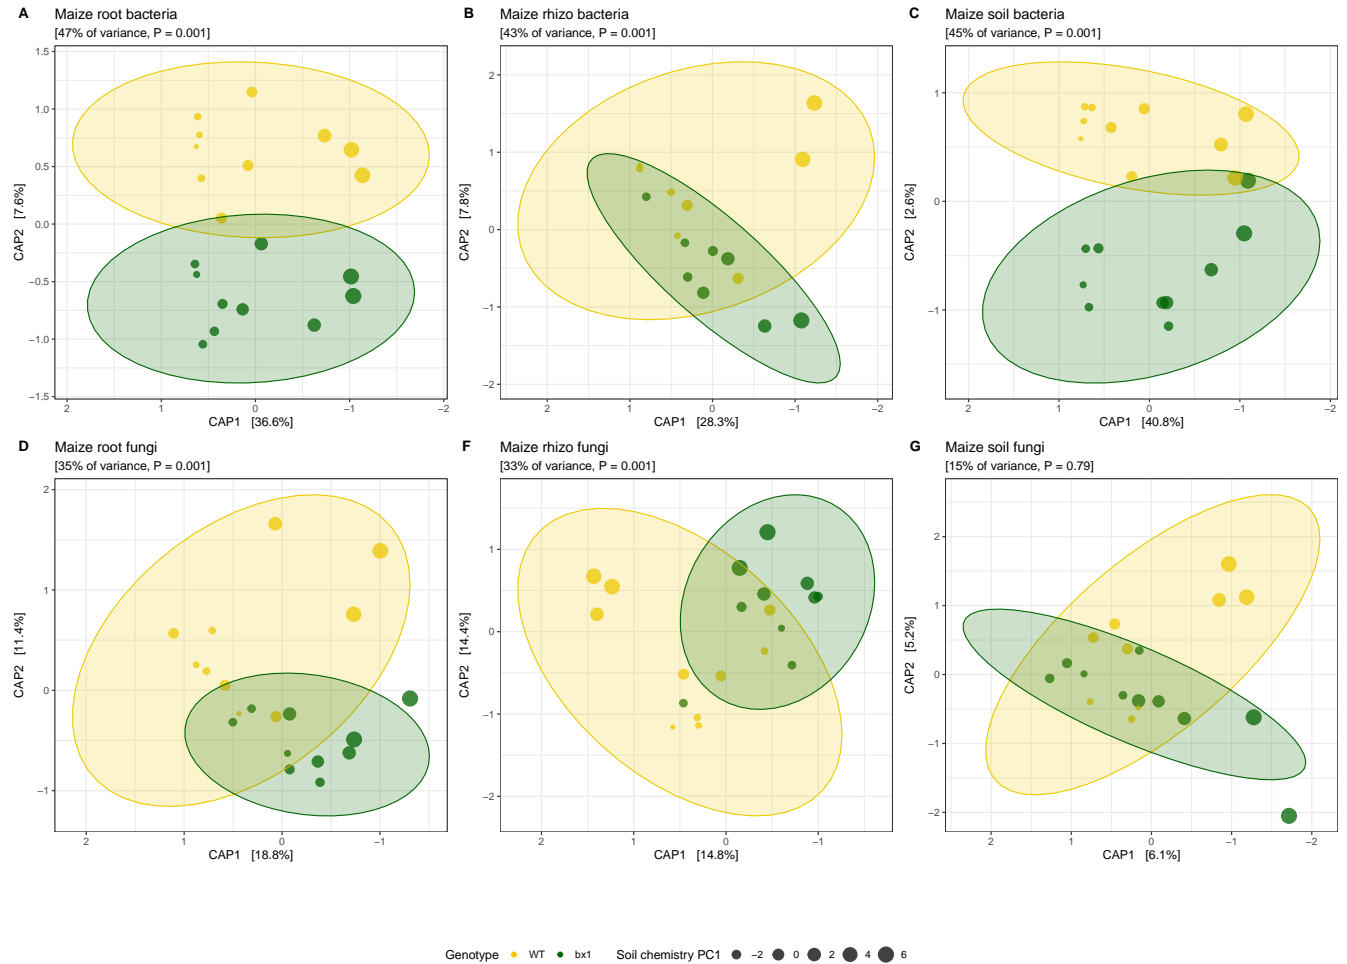 A Maize root bacteria
[47% of variance, P = 0.001]
1.5
1.0
0.5
0.0
−0.5
−1.0
−1.5
CAP2 [7.6%]
2 1 0 −1 −2
CAP1 [36.6%]
B Maize rhizo bacteria
[43% of variance, P = 0.001]
2
1
0
−1
−2
CAP2 [7.8%]
2 1 0 −1 −2
CAP1 [28.3%]
C Maize soil bacteria
[45% of variance, P = 0.001]
1
0
−1
CAP2 [2.6%]
2 1 0 −1 −2
CAP1 [40.8%]
D Maize root fungi
[35% of variance, P = 0.001]
2
1
0
−1
CAP2 [11.4%]
2 1 0 −1
CAP1 [18.8%]
F Maize rhizo fungi
[33% of variance, P = 0.001]
1
0
−1
−2
CAP2 [14.4%]
2 1 0 −1
CAP1 [14.8%]
G Maize soil fungi
[15% of variance, P = 0.79]
2
1
0
−1
−2
CAP2 [5.2%]
2 1 0 −1 −2
CAP1 [6.1%]
Genotype WT bx1 Soil chemistry PC1 −2 0 2 4 6